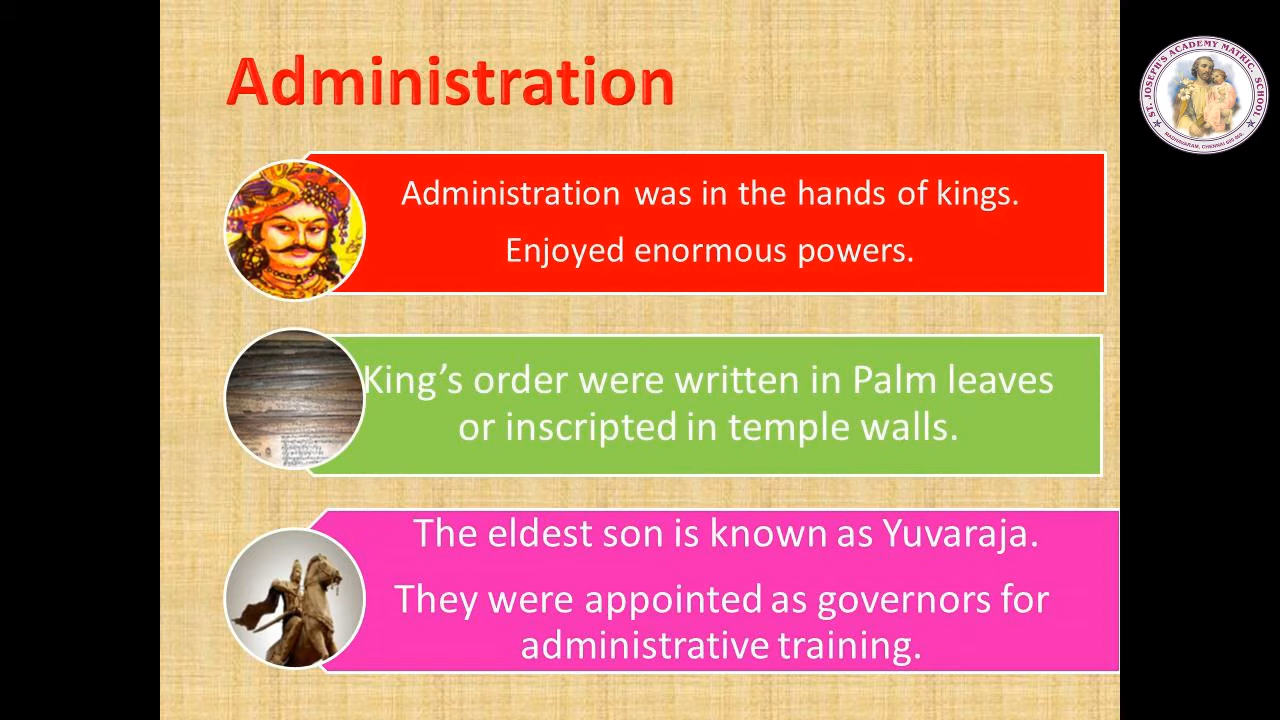 Administration
ST. JOSEPH'S ACADEMY MATRIC. SCHOOL
Administration was in the hands of kings.
Enjoyed enormous powers.
King's order were written in Palm leaves
or inscripted in temple walls.
The eldest son is known as Yuvaraja.
They were appointed as governors for
administrative training.